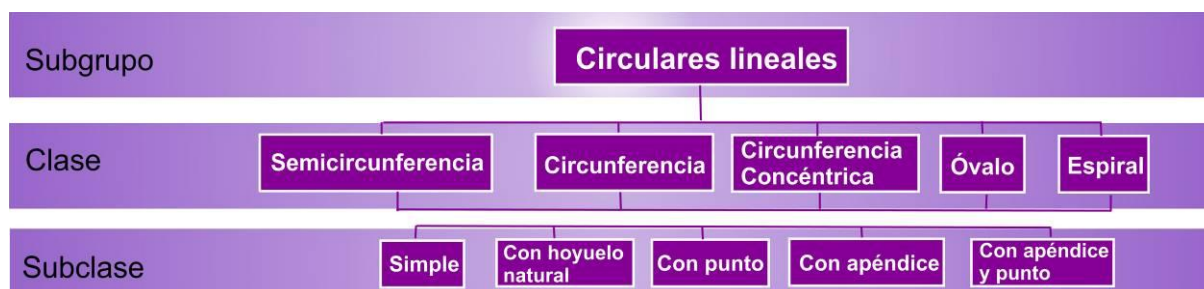 Subgrupo
Circulares lineales
Clase
Semicircunferencia
Circunferencia
Circunferencia
Concéntrica
Óvalo
Espiral
Subclase
Simple
Con hoyuelo
natural
Con punto
Con apéndice
Con apéndice
y punto